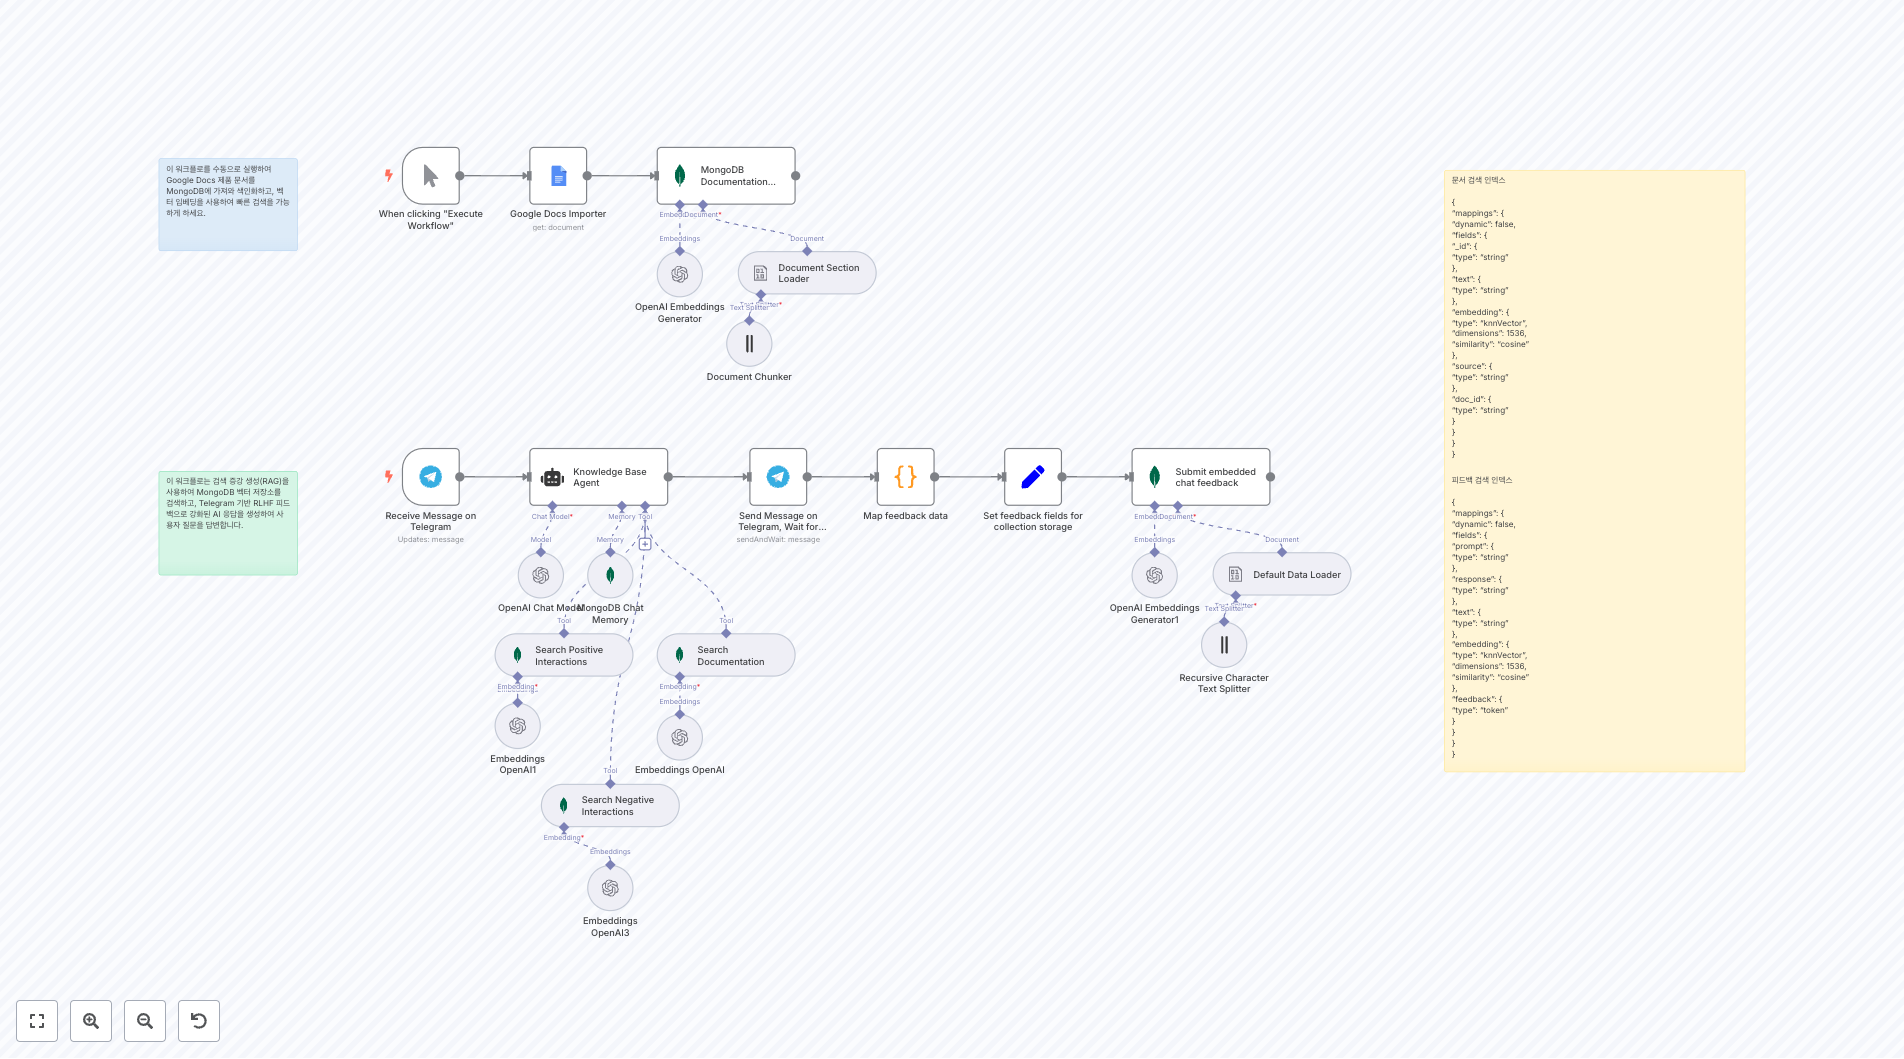 이 워크플로를 수동으로 실행하여
Google Docs 제품 문서를
MongoDB에 가져와 색인화하고, 벡
터 임베딩을 사용하여 빠른 검색을 가능
하게 하세요.
When clicking "Execute
Workflow"
Google Docs Importer
get: document
MongoDB
Documentation...
Document*
Embeddings
Document
OpenAI Embeddings
Generator
Document Section
Loader
Text Splitter
Document Chunker
이 워크플로는 검색 증강 생성(RAG)을
사용하여 MongoDB 벡터 저장소를
검색하고, Telegram 기반 RLHF 피드
백으로 강화된 AI 응답을 생성하여 사
용자 질문을 답변합니다.
Receive Message on
Telegram
Updates: message
Knowledge Base
Agent
Chat Model*
Memory
Tool
Send Message on
Telegram, Wait for...
sendAndWait: message
Map feedback data
Set feedback fields for
collection storage
Submit embedded
chat feedback
Document*
Model
Memory
OpenAI Chat Model
MongoDB Chat
Memory
Tool
Search Positive
Interactions
Embedding*
Embeddings
OpenAI1
Tool
Search
Documentation
Embedding*
Embeddings
Embeddings OpenAI
Tool
Search Negative
Interactions
Embedding*
Embeddings
Embeddings
OpenAI3
Embeddings
Document
OpenAI Embeddings
Generator1
Default Data Loader
Text Splitter
Recursive Character
Text Splitter
문서 검색 인덱스
{
“mappings”: {
“dynamic”: false,
“fields”: {
“_id”: {
“type”: “string”
},
“text”: {
“type”: “string”
},
“embedding”: {
“type”: “knnVector”,
“dimensions”: 1536,
“similarity”: “cosine”
},
“source”: {
“type”: “string”
},
“doc_id”: {
“type”: “string”
}
}
}
}
피드백 검색 인덱스
{
“mappings”: {
“dynamic”: false,
“fields”: {
“prompt”: {
“type”: “string”
},
“response”: {
“type”: “string”
},
“text”: {
“type”: “string”
},
“embedding”: {
“type”: “knnVector”,
“dimensions”: 1536,
“similarity”: “cosine”
},
“feedback”: {
“type”: “token”
}
}
}
}